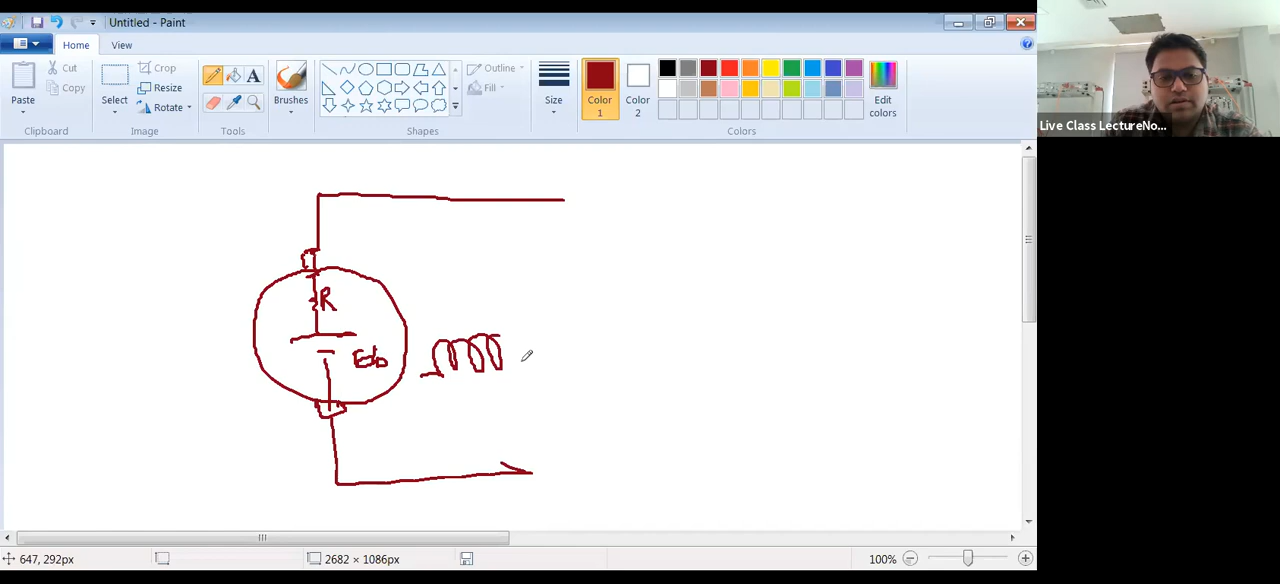 Untitled - Paint
Home View
Cut
Copy
Paste
Clipboard
Crop
Resize
Rotate
Select
Image
Tools
Brushes
Shapes
Outline
Fill
Size
Color 1
Color 2
Edit colors
Colors
Live Class LectureNo...
R
647, 292px
2682 × 1086px
100%